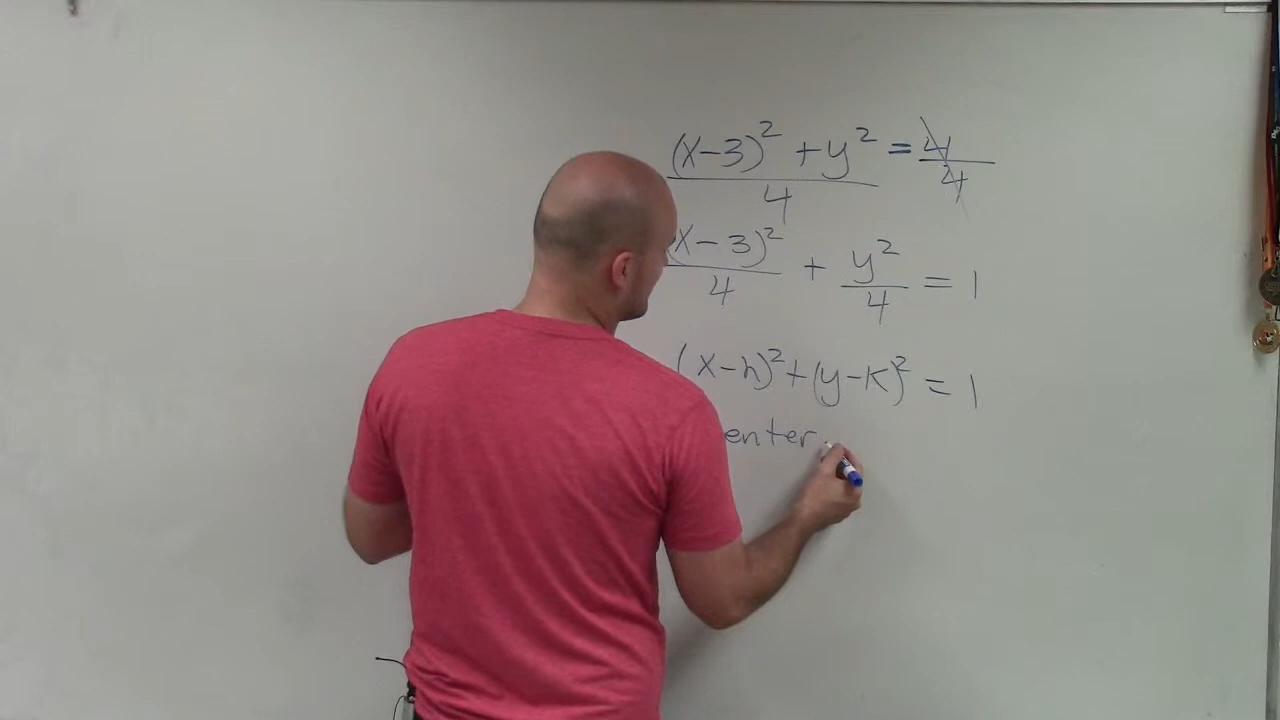 (x-3)² + y² = 4
4 4
(x-3)² + y² = 1
4 4
(x-h)² + (y-k)² = 1
enter